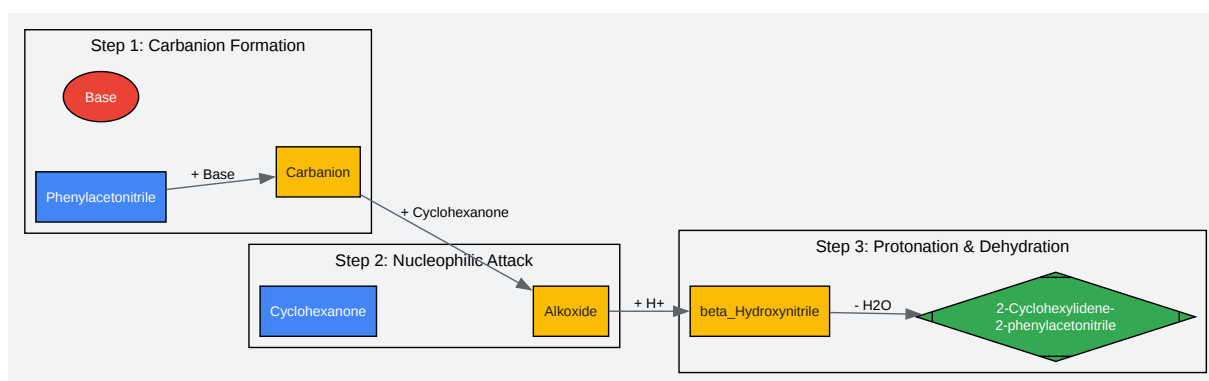 Step 1: Carbanion Formation
Base
Phenylacetonitrile
+ Base
Carbanion
+ Cyclohexanone
Step 2: Nucleophilic Attack
Cyclohexanone
Alkoxide
+ H+
Step 3: Protonation & Dehydration
beta_Hydroxynitrile
- H2O
2-Cyclohexylidene-
2-phenylacetonitrile